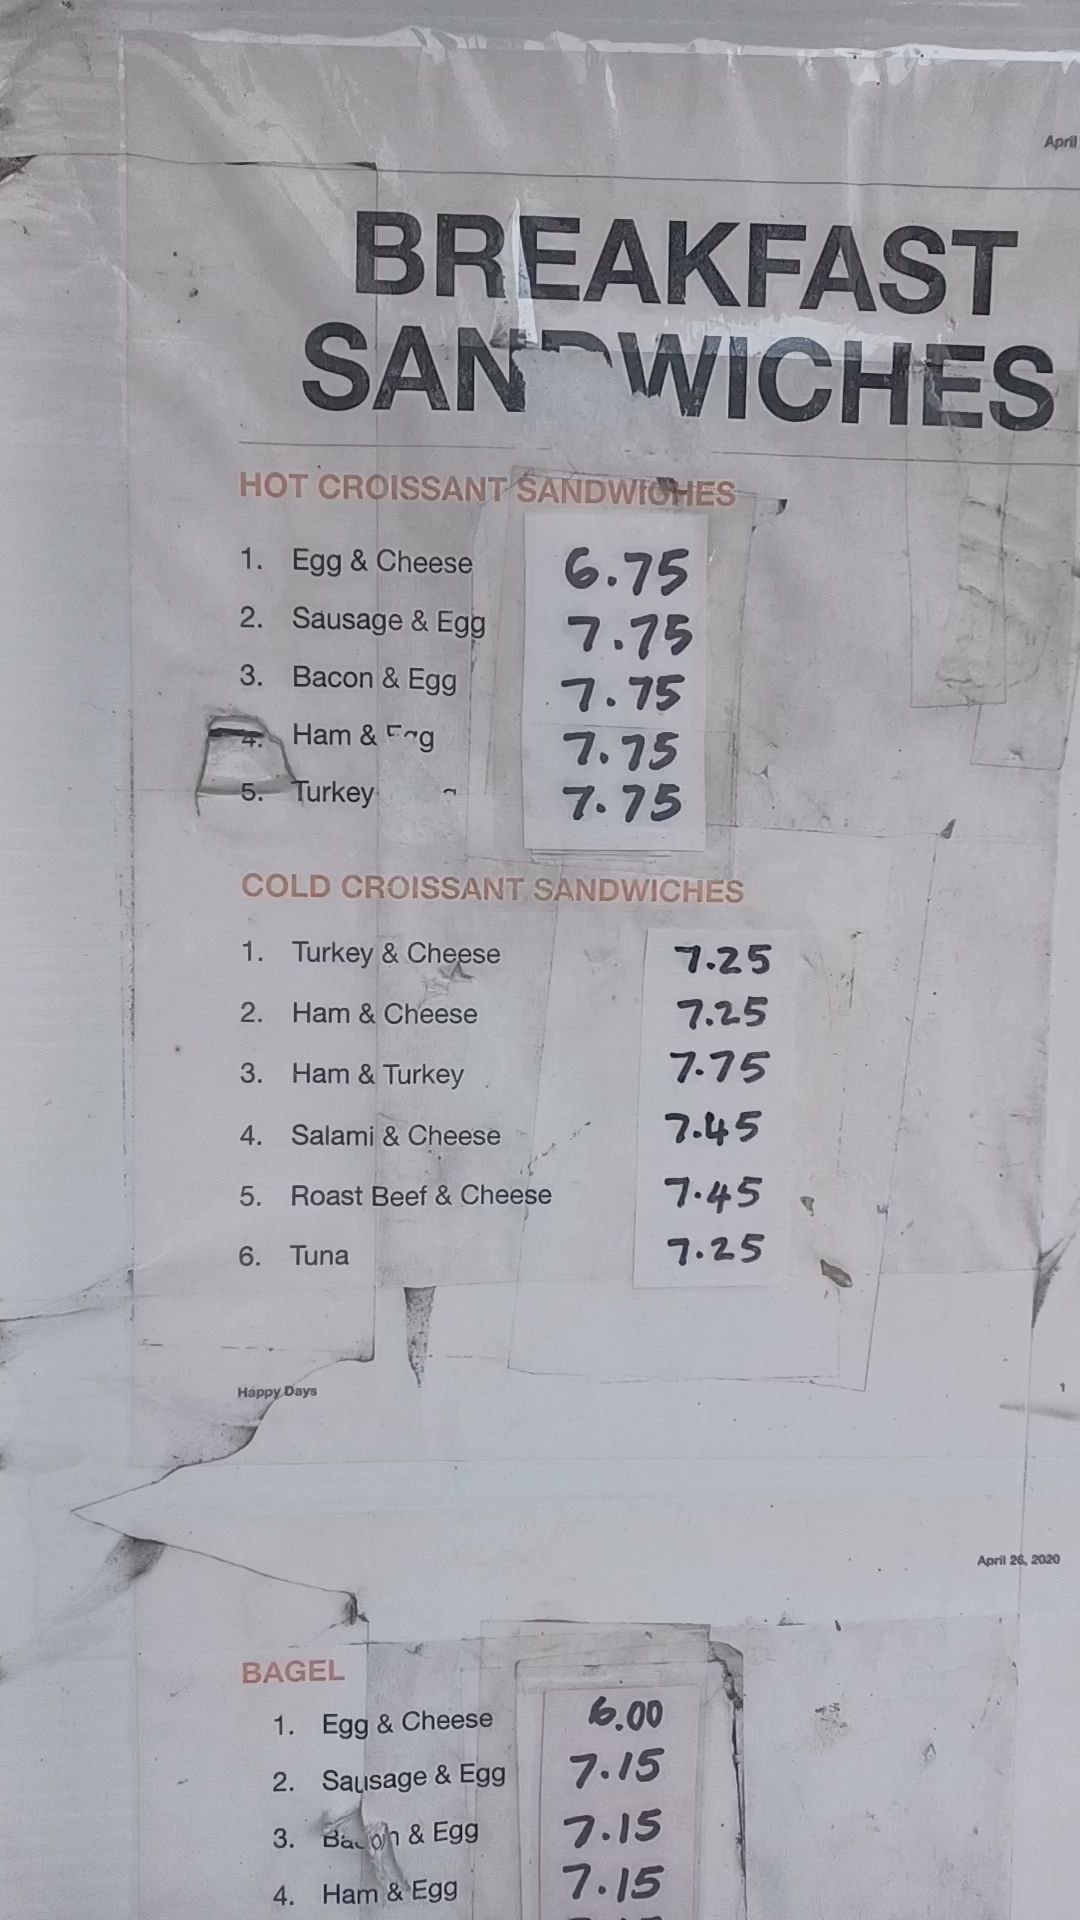 April
BREAKFAST
SANDWICHES
HOT CROISSANT SANDWICHES
1. Egg & Cheese 6.75
2. Sausage & Egg 7.75
3. Bacon & Egg 7.75
4. Ham & Egg 7.75
5. Turkey 7.75
COLD CROISSANT SANDWICHES
1. Turkey & Cheese 7.25
2. Ham & Cheese 7.25
3. Ham & Turkey 7.75
4. Salami & Cheese 7.45
5. Roast Beef & Cheese 7.45
6. Tuna 7.25
Happy Days 1
April 26, 2020
BAGEL
1. Egg & Cheese 6.00
2. Sausage & Egg 7.15
3. Bacon & Egg 7.15
4. Ham & Egg 7.15